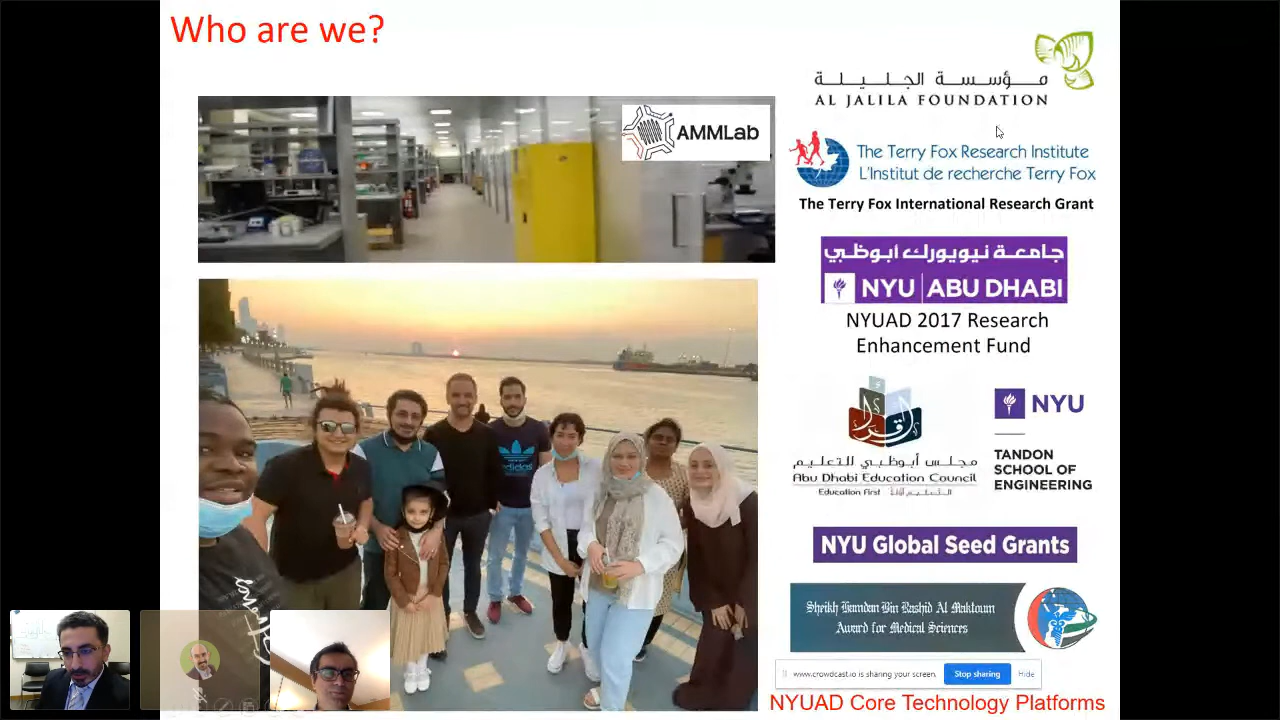 Who are we?
AMMLab
مؤسسة الجليلة
AL JALILA FOUNDATION
The Terry Fox Research Institute
L'Institut de recherche Terry Fox
The Terry Fox International Research Grant
جامعة نيويورك أبوظبي
NYU ABU DHABI
NYUAD 2017 Research
Enhancement Fund
adidas
مجلس أبوظبي للتعليم
Abu Dhabi Education Council
Education First التعليم أولاً
NYU
TANDON
SCHOOL OF
ENGINEERING
NYU Global Seed Grants
Sheikh Hamdan Bin Rashid Al Maktoum
Award for Medical Sciences
www.crowdcast.io is sharing your screen.
Stop sharing
Hide
NYUAD Core Technology Platforms